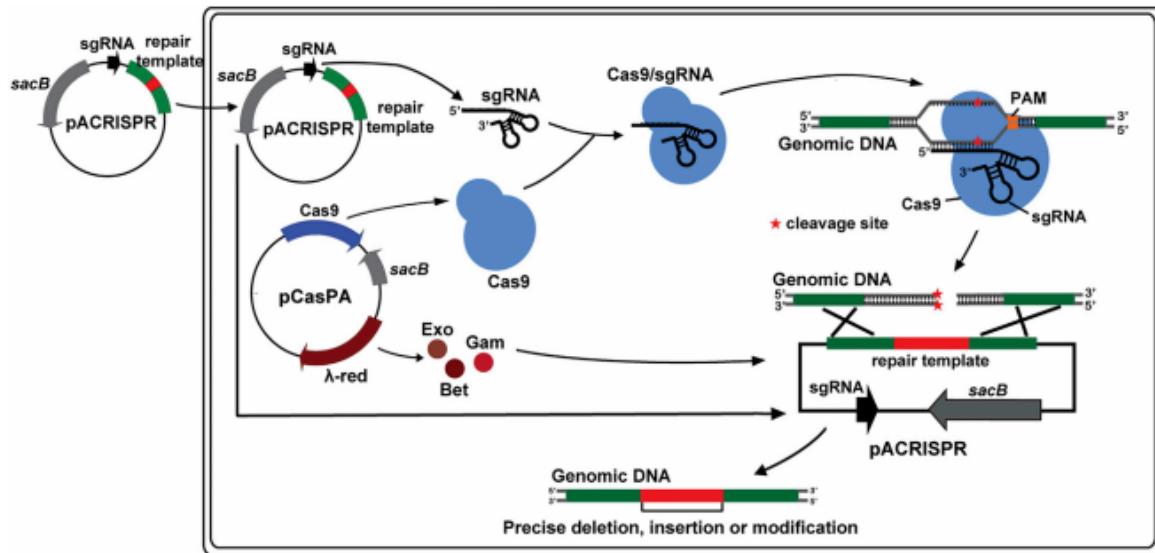 sgRNA
repair
template
sacB
pACRISPR
sgRNA
sacB
pACRISPR
repair
template
5'
sgRNA
3'
Cas9/sgRNA
PAM
5'
3'
3'
5'
Genomic DNA
5'
3'
Cas9
sgRNA
cleavage site
Cas9
Cas9
sacB
pCasPA
λ-red
Exo
Gam
Bet
Genomic DNA
5'
3'
3'
5'
repair template
sgRNA
sacB
pACRISPR
Genomic DNA
5'
3'
3'
5'
Precise deletion, insertion or modification